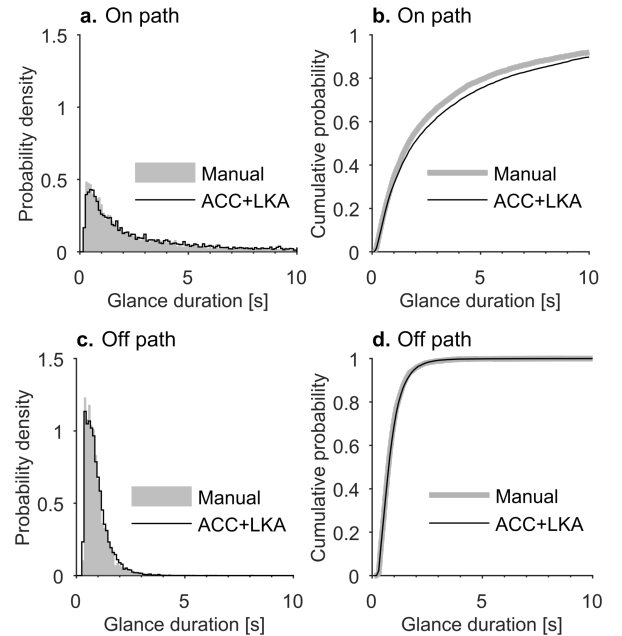 a. On path
1.5
1
0.5
0
Probability density
Manual
ACC+LKA
0 5 10
Glance duration [s]
b. On path
1
0.8
0.6
0.4
0.2
0
Cumulative probability
Manual
ACC+LKA
0 5 10
Glance duration [s]
c. Off path
1.5
1
0.5
0
Probability density
Manual
ACC+LKA
0 5 10
Glance duration [s]
d. Off path
1
0.8
0.6
0.4
0.2
0
Cumulative probability
Manual
ACC+LKA
0 5 10
Glance duration [s]